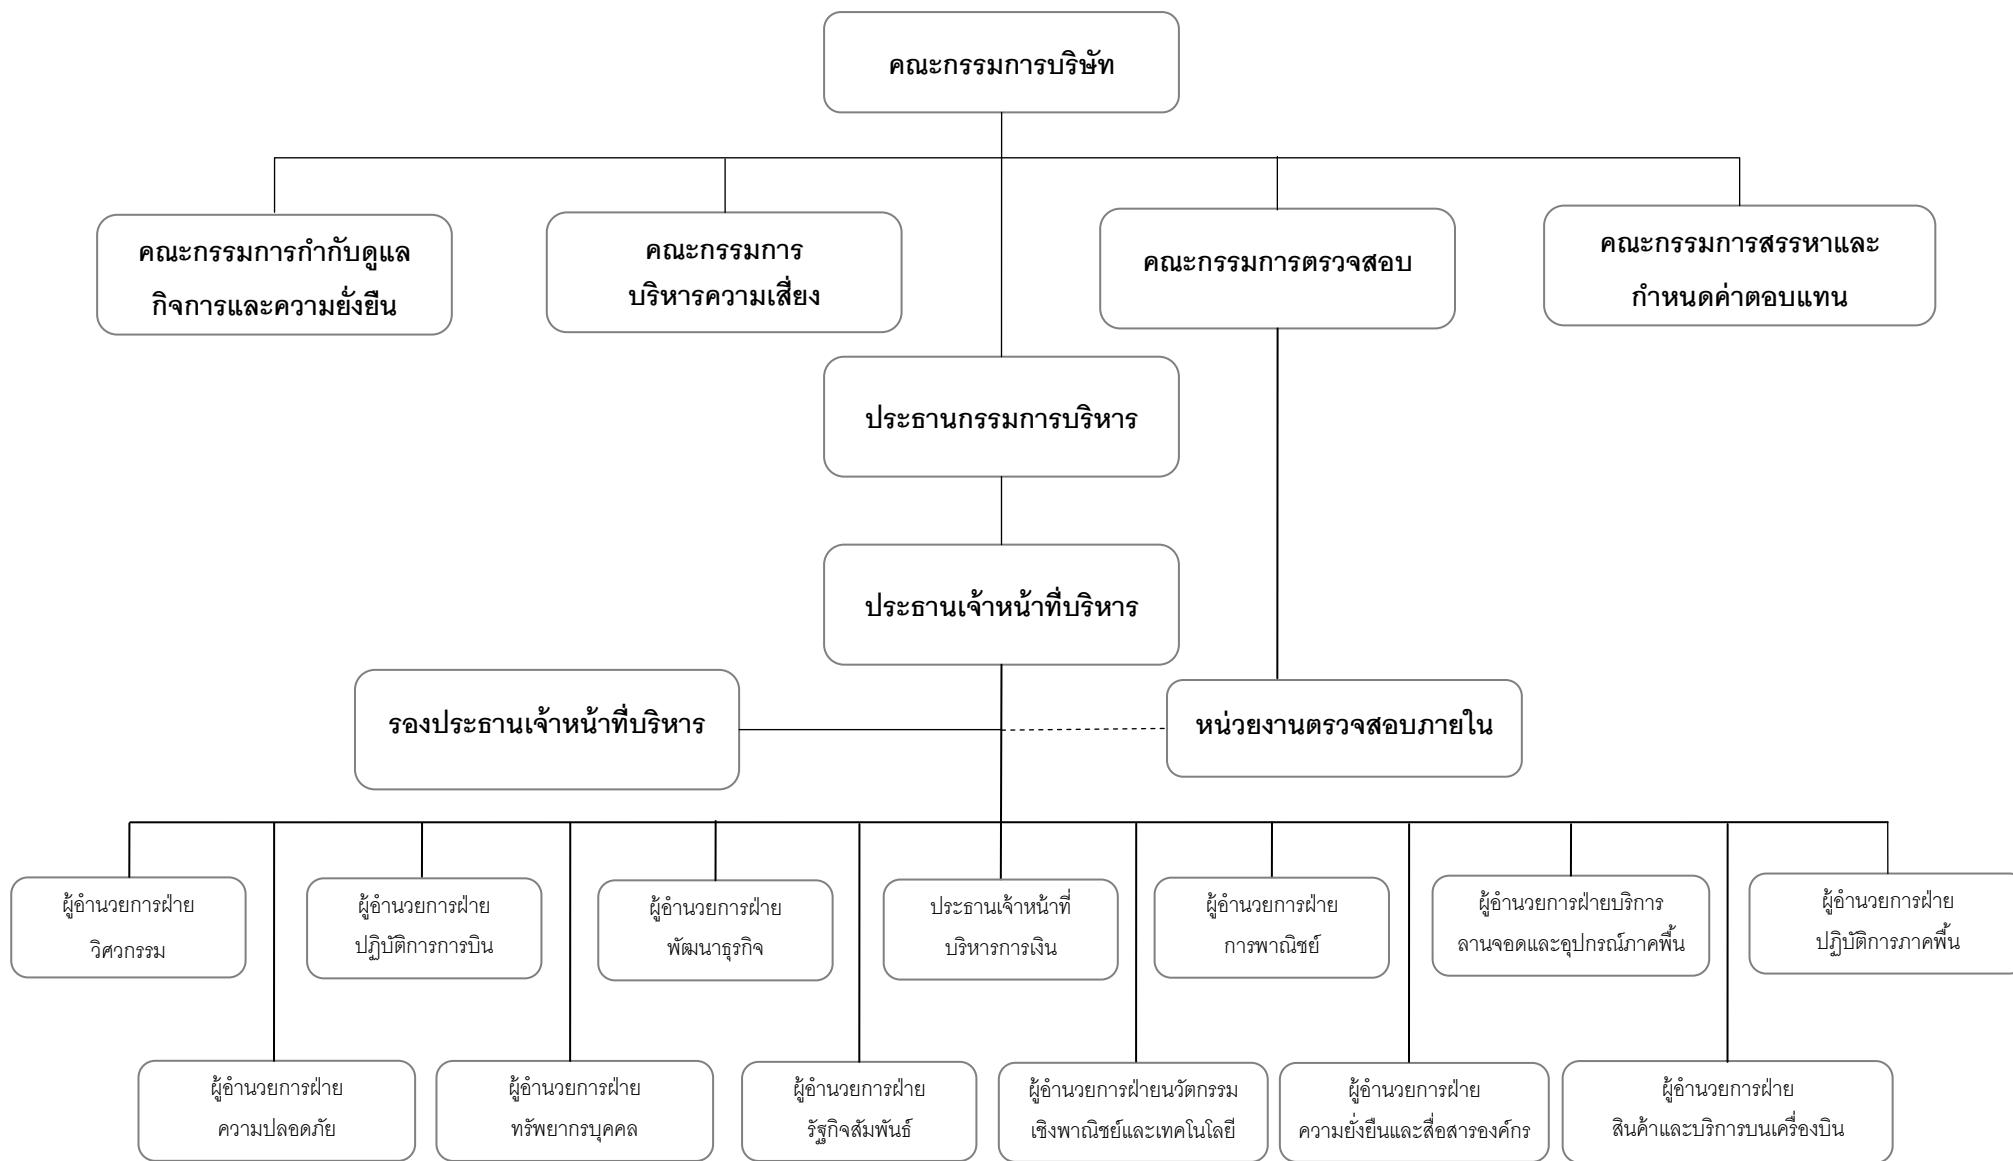 คณะกรรมการบริษัท
คณะกรรมการกำกับดูแล
กิจการและความยั่งยืน
คณะกรรมการ
บริหารความเสี่ยง
คณะกรรมการตรวจสอบ
คณะกรรมการสรรหาและ
กำหนดค่าตอบแทน
ประธานกรรมการบริหาร
ประธานเจ้าหน้าที่บริหาร
รองประธานเจ้าหน้าที่บริหาร
หน่วยงานตรวจสอบภายใน
ผู้อำนวยการฝ่าย
วิศวกรรม
ผู้อำนวยการฝ่าย
ปฏิบัติการการบิน
ผู้อำนวยการฝ่าย
พัฒนาธุรกิจ
ประธานเจ้าหน้าที่
บริหารการเงิน
ผู้อำนวยการฝ่าย
การพาณิชย์
ผู้อำนวยการฝ่ายบริการ
ลานจอดและอุปกรณ์ภาคพื้น
ผู้อำนวยการฝ่าย
ปฏิบัติการภาคพื้น
ผู้อำนวยการฝ่าย
ความปลอดภัย
ผู้อำนวยการฝ่าย
ทรัพยากรบุคคล
ผู้อำนวยการฝ่าย
รัฐกิจสัมพันธ์
ผู้อำนวยการฝ่ายนวัตกรรม
เชิงพาณิชย์และเทคโนโลยี
ผู้อำนวยการฝ่าย
ความยั่งยืนและสื่อสารองค์กร
ผู้อำนวยการฝ่าย
สินค้าและบริการบนเครื่องบิน